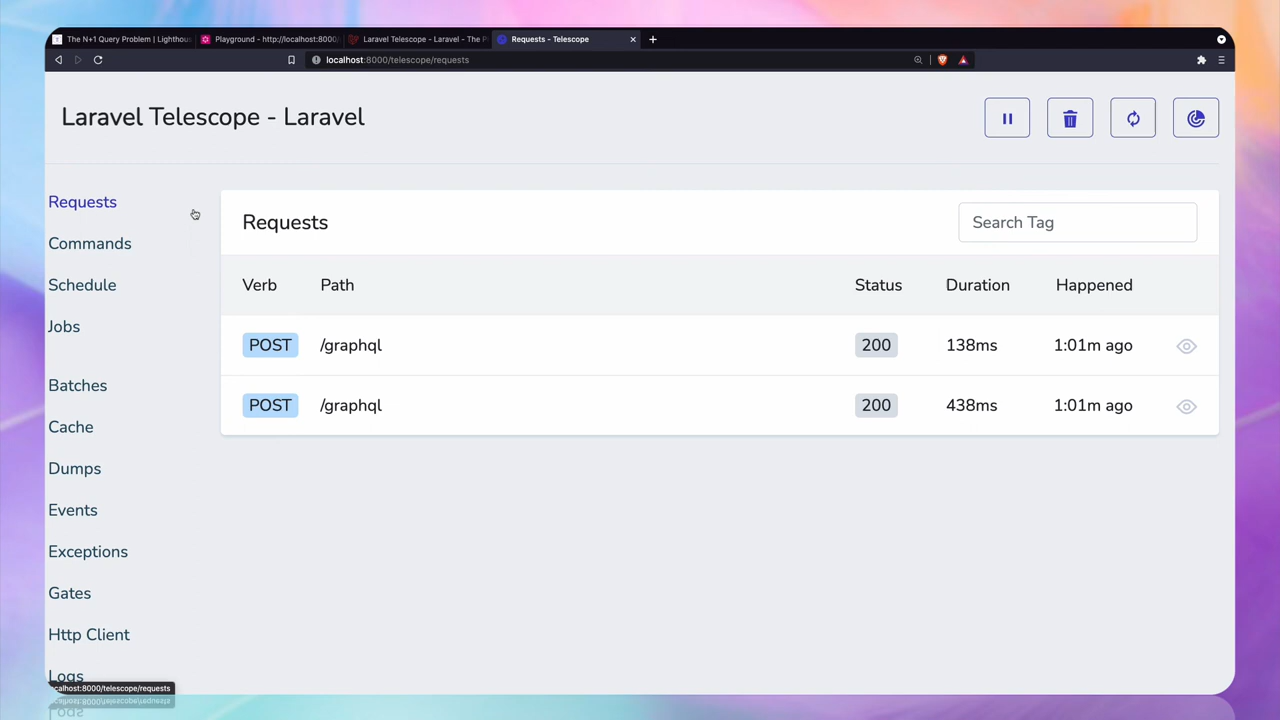 The N+1 Query Problem | Lighthous
Playground - http://localhost:8000/
Laravel Telescope - Laravel - The P
Requests - Telescope
localhost:8000/telescope/requests
Laravel Telescope - Laravel
Requests
Commands
Schedule
Jobs
Batches
Cache
Dumps
Events
Exceptions
Gates
Http Client
Logs
Requests
Search Tag
Verb Path Status Duration Happened
POST /graphql 200 138ms 1:01m ago
POST /graphql 200 438ms 1:01m ago
localhost:8000/telescope/requests